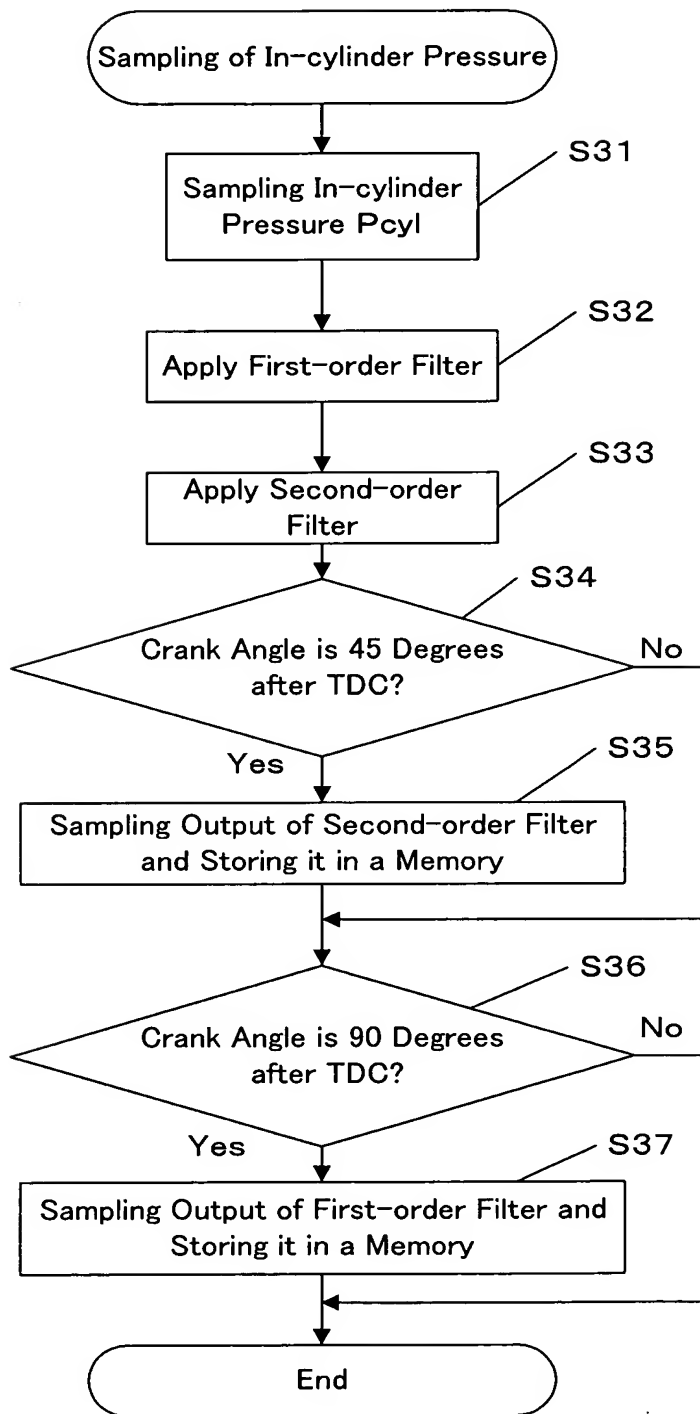 Sampling of In-cylinder Pressure
S31
Sampling In-cylinder
Pressure Pcyl
S32
Apply First-order Filter
S33
Apply Second-order
Filter
S34
Crank Angle is 45 Degrees
after TDC?
No
Yes
S35
Sampling Output of Second-order Filter
and Storing it in a Memory
S36
Crank Angle is 90 Degrees
after TDC?
No
Yes
S37
Sampling Output of First-order Filter and
Storing it in a Memory
End